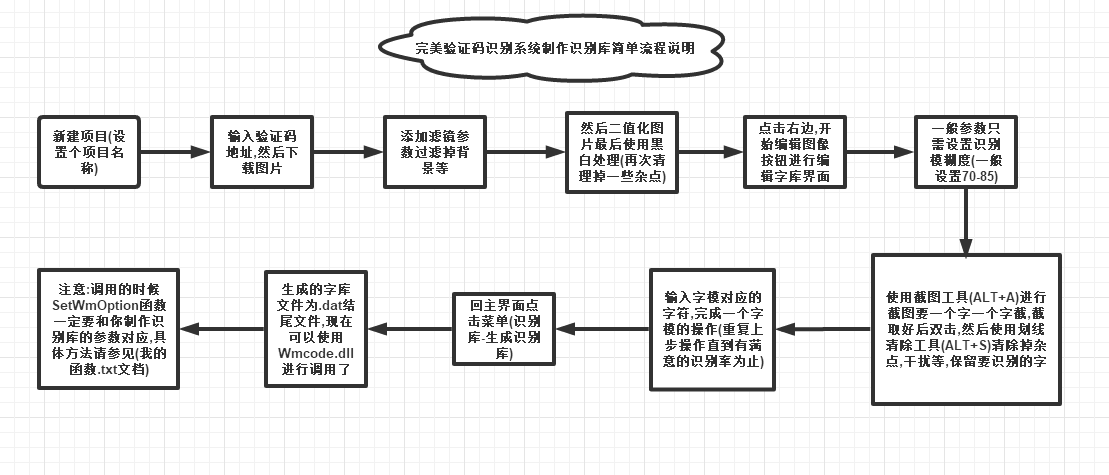 完美验证码识别系统制作识别库简单流程说明
新建项目(设
置个项目名
称)
输入验证码
地址,然后下
载图片
添加滤镜参
数过滤掉背
景等
然后二值化图
片最后使用黑
白处理(再次清
理掉一些杂点)
点击右边,开
始编辑图像
按钮进行编
辑字库界面
一般参数只
需设置识别
模糊度(一般
设置70-85)
使用截图工具(ALT+A)进行
截图要一个字一个字截,截
取好后双击,然后使用划线
清除工具(ALT+S)清除掉杂
点,干扰等,保留要识别的字
输入字模对应的
字符,完成一个字
模的操作(重复上
步操作直到有满
意的识别率为止)
回主界面点
击菜单(识别
库-生成识别
库)
生成的字库
文件为.dat结
尾文件,现在
可以使用
Wmcode.dll
进行调用了
注意:调用的时候
SetWmOption函数
一定要和你制作识
别库的参数对应,具
体方法请参见(我的
函数.txt文档)